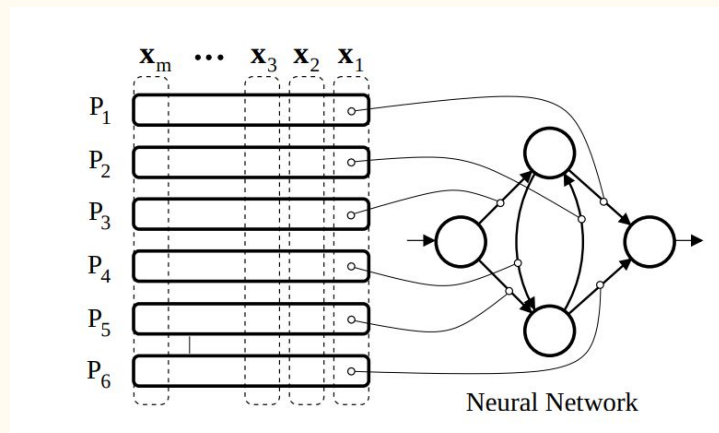 x_m ... x_3 x_2 x_1
P_1
P_2
P_3
P_4
P_5
P_6
Neural Network